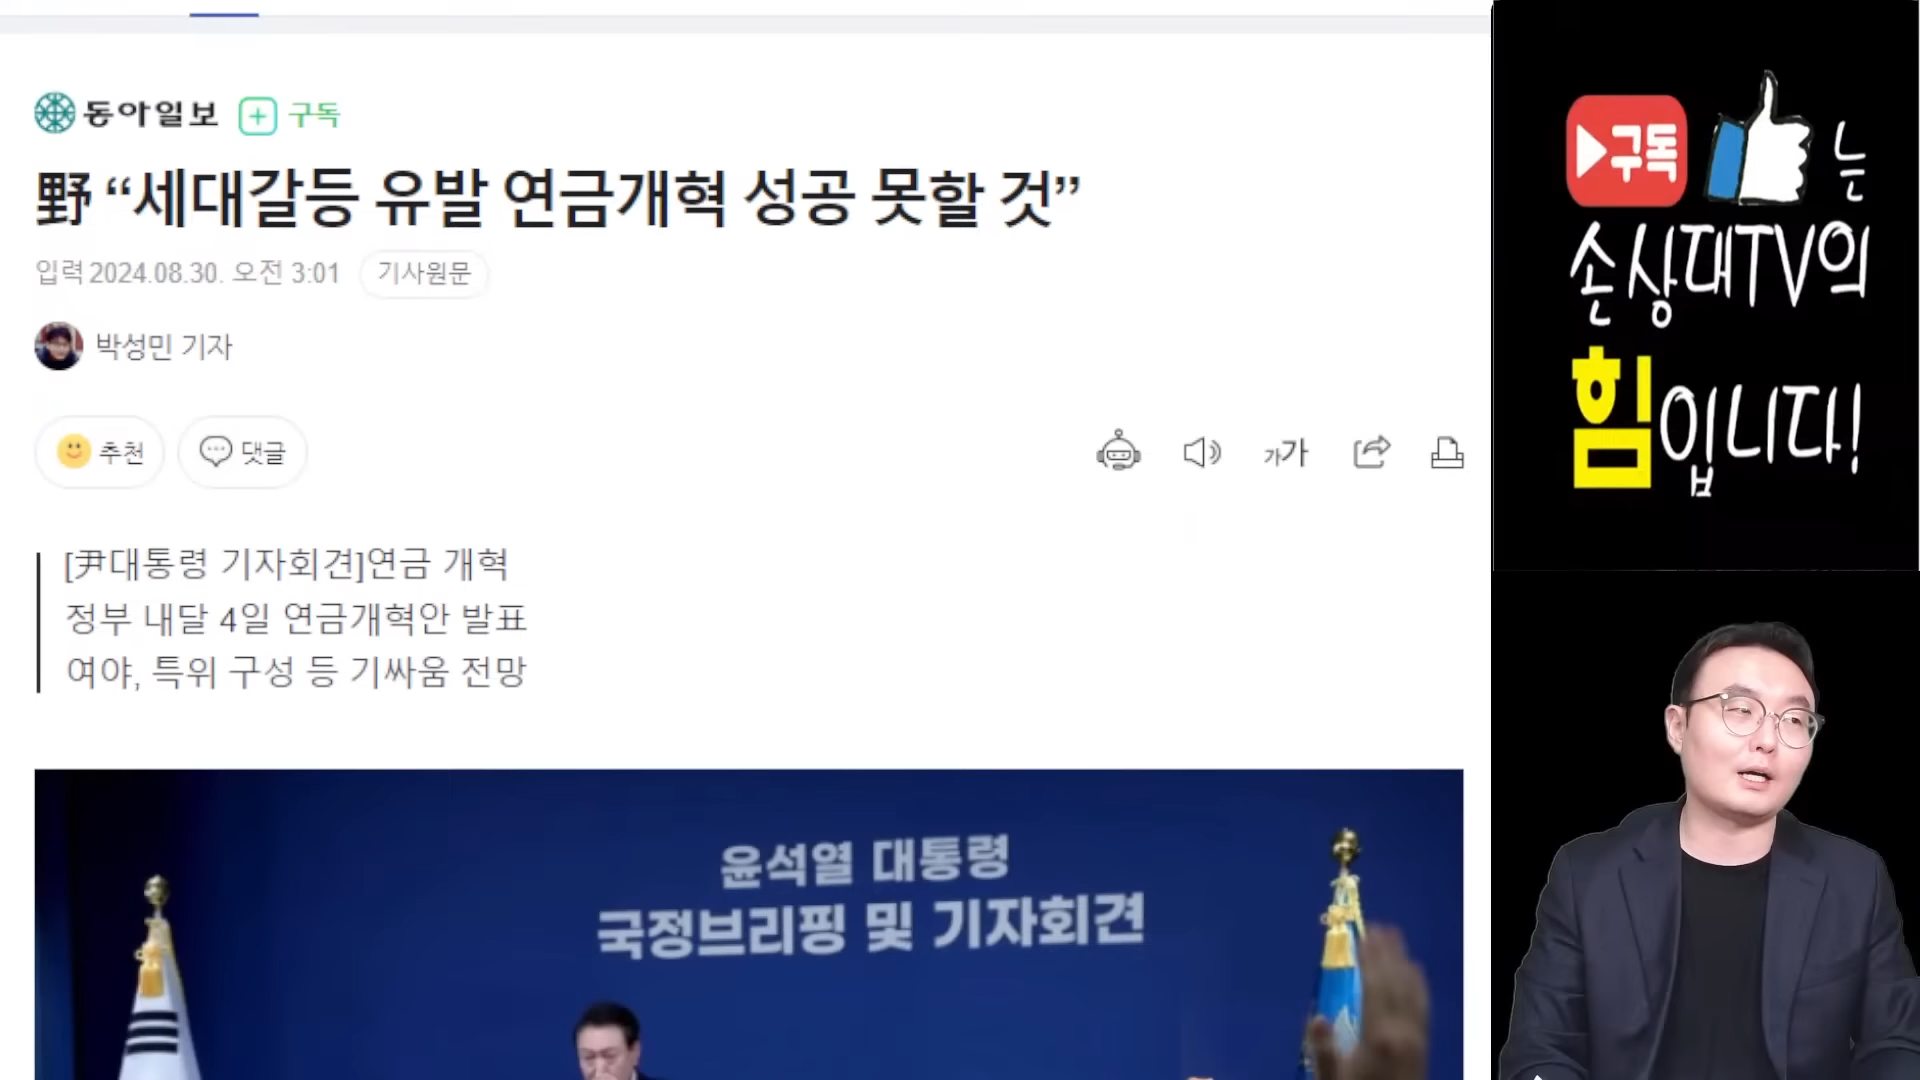 동아일보 구독
野 “세대갈등 유발 연금개혁 성공 못할 것”
입력 2024.08.30. 오전 3:01 기사원문
박성민 기자
추천 댓글
가가
[尹대통령 기자회견]연금 개혁
정부 내달 4일 연금개혁안 발표
여야, 특위 구성 등 기싸움 전망
윤석열 대통령
국정브리핑 및 기자회견
구독 는
손상대TV의
힘입니다!